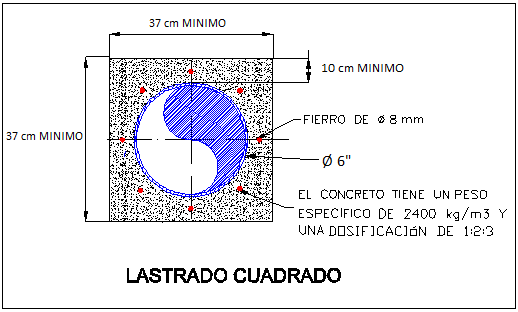 37 cm MINIMO
10 cm MINIMO
37 cm MINIMO
FIERRO DE Ø 8 mm
Ø 6"
EL CONCRETO TIENE UN PESO
ESPECIFICO DE 2400 kg/m3 Y
UNA DOSIFICACIÓN DE 1:2:3
LASTRADO CUADRADO